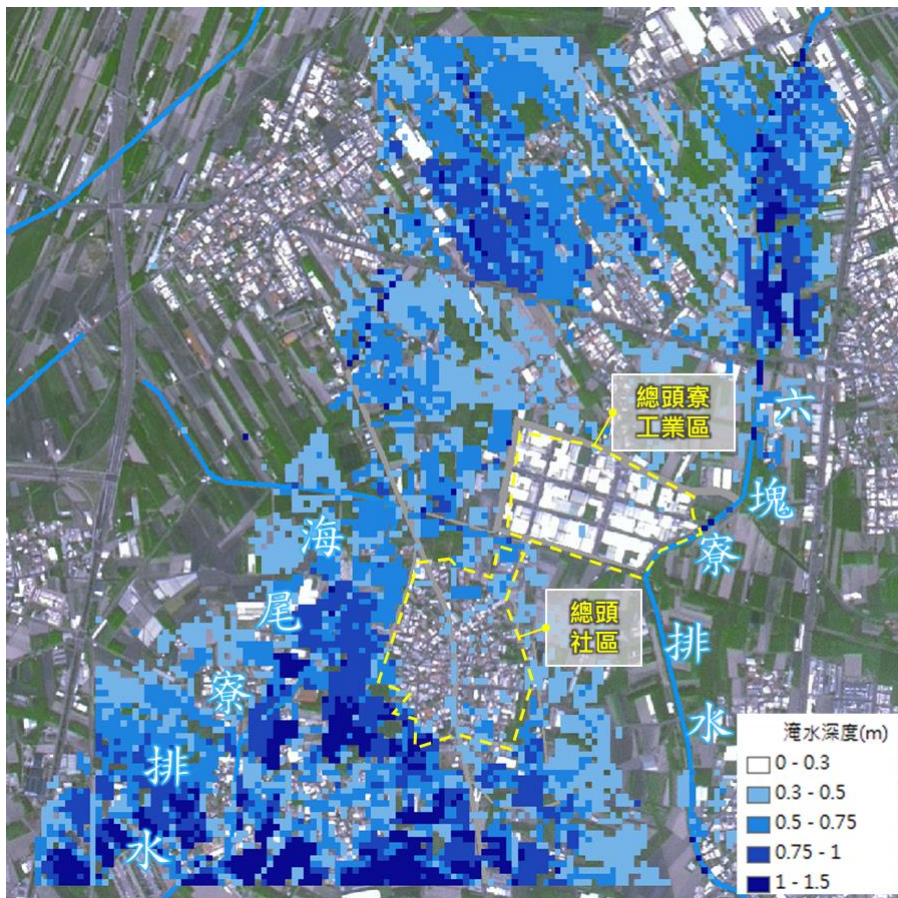 總頭寮
工業區
六塊寮排水
海尾寮排水
總頭
社區
淹水深度(m)
0 - 0.3
0.3 - 0.5
0.5 - 0.75
0.75 - 1
1 - 1.5